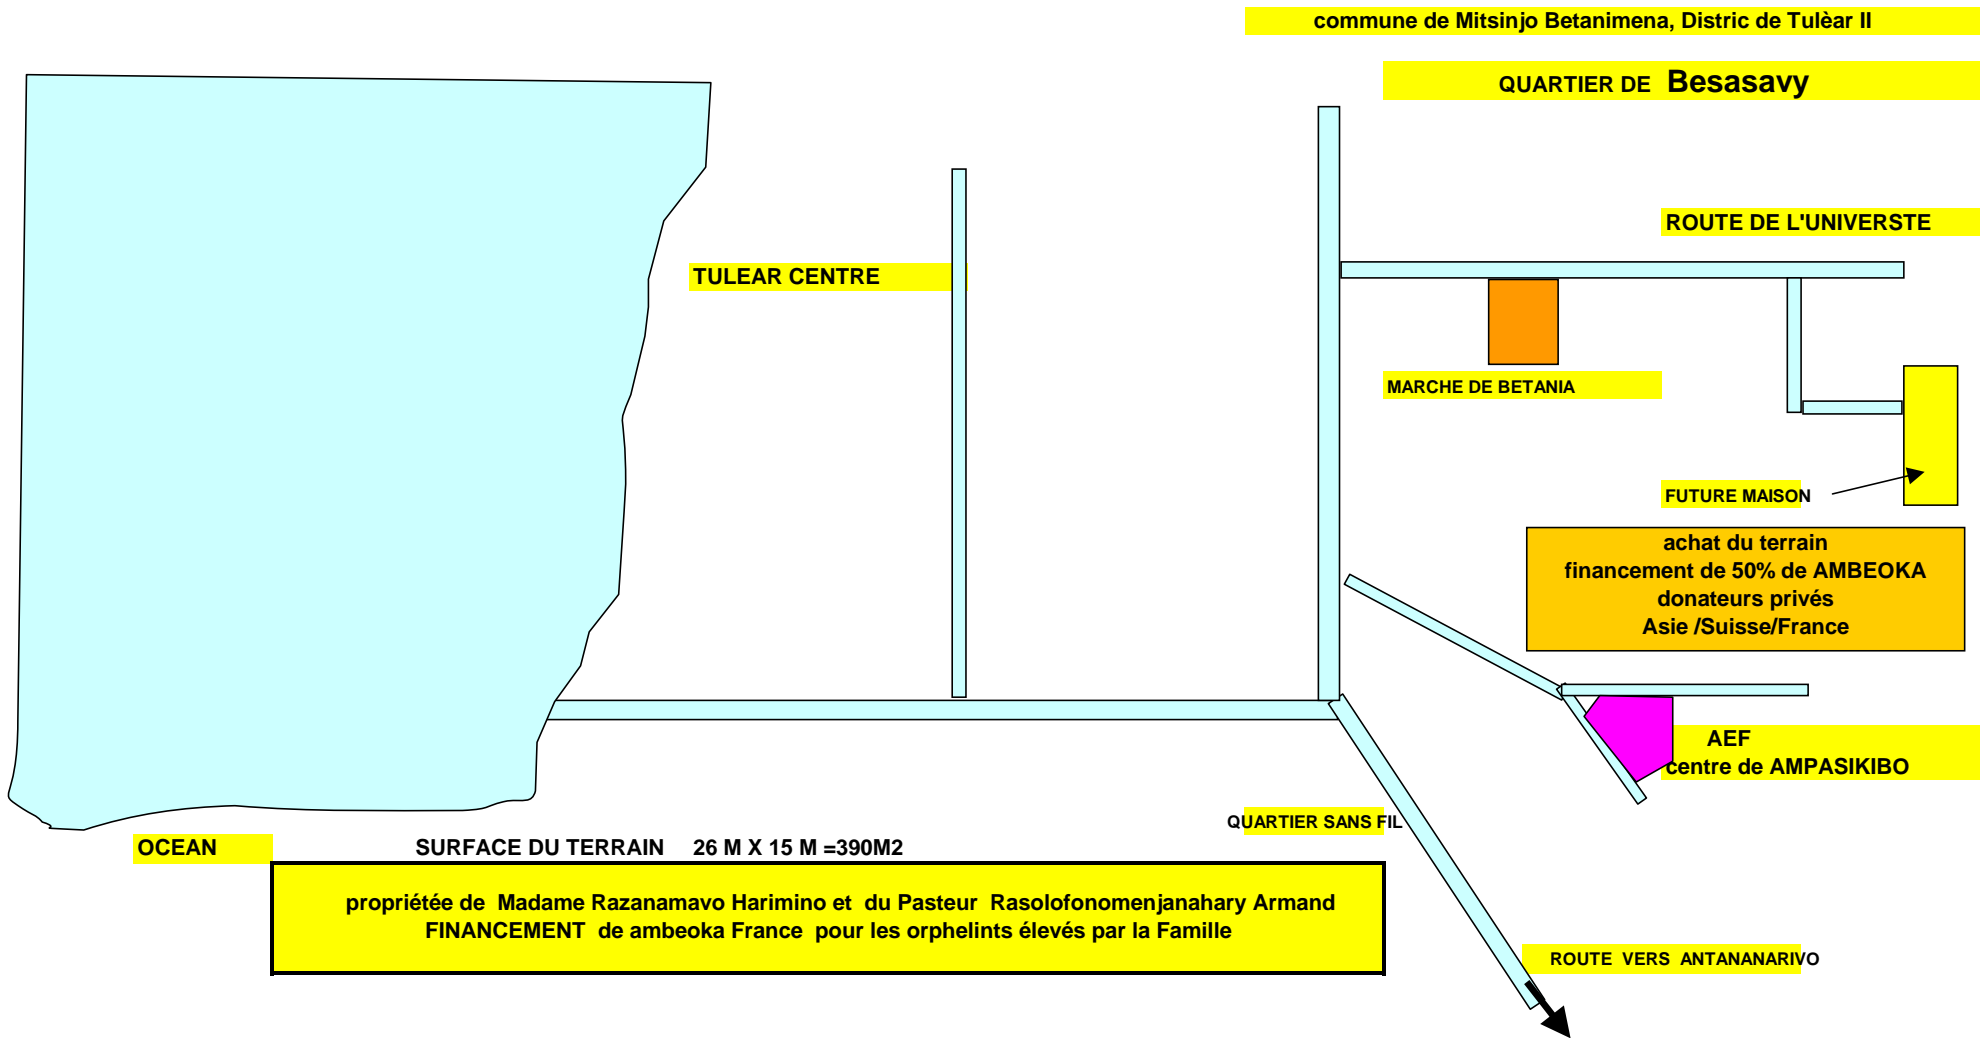 commune de Mitsinjo Betanimena, Distric de Tulèar II
QUARTIER DE Besasavy
ROUTE DE L'UNIVERSTE
TULEAR CENTRE
MARCHE DE BETANIA
FUTURE MAISON
achat du terrain
financement de 50% de AMBEOKA
donateurs privés
Asie /Suisse/France
AEF
centre de AMPASIKIBO
QUARTIER SANS FIL
OCEAN
SURFACE DU TERRAIN 26 M X 15 M =390M2
propriétée de Madame Razanamavo Harimino et du Pasteur Rasolofonomenjanahary Armand
FINANCEMENT de ambeoka France pour les orphelints élevés par la Famille
ROUTE VERS ANTANANARIVO